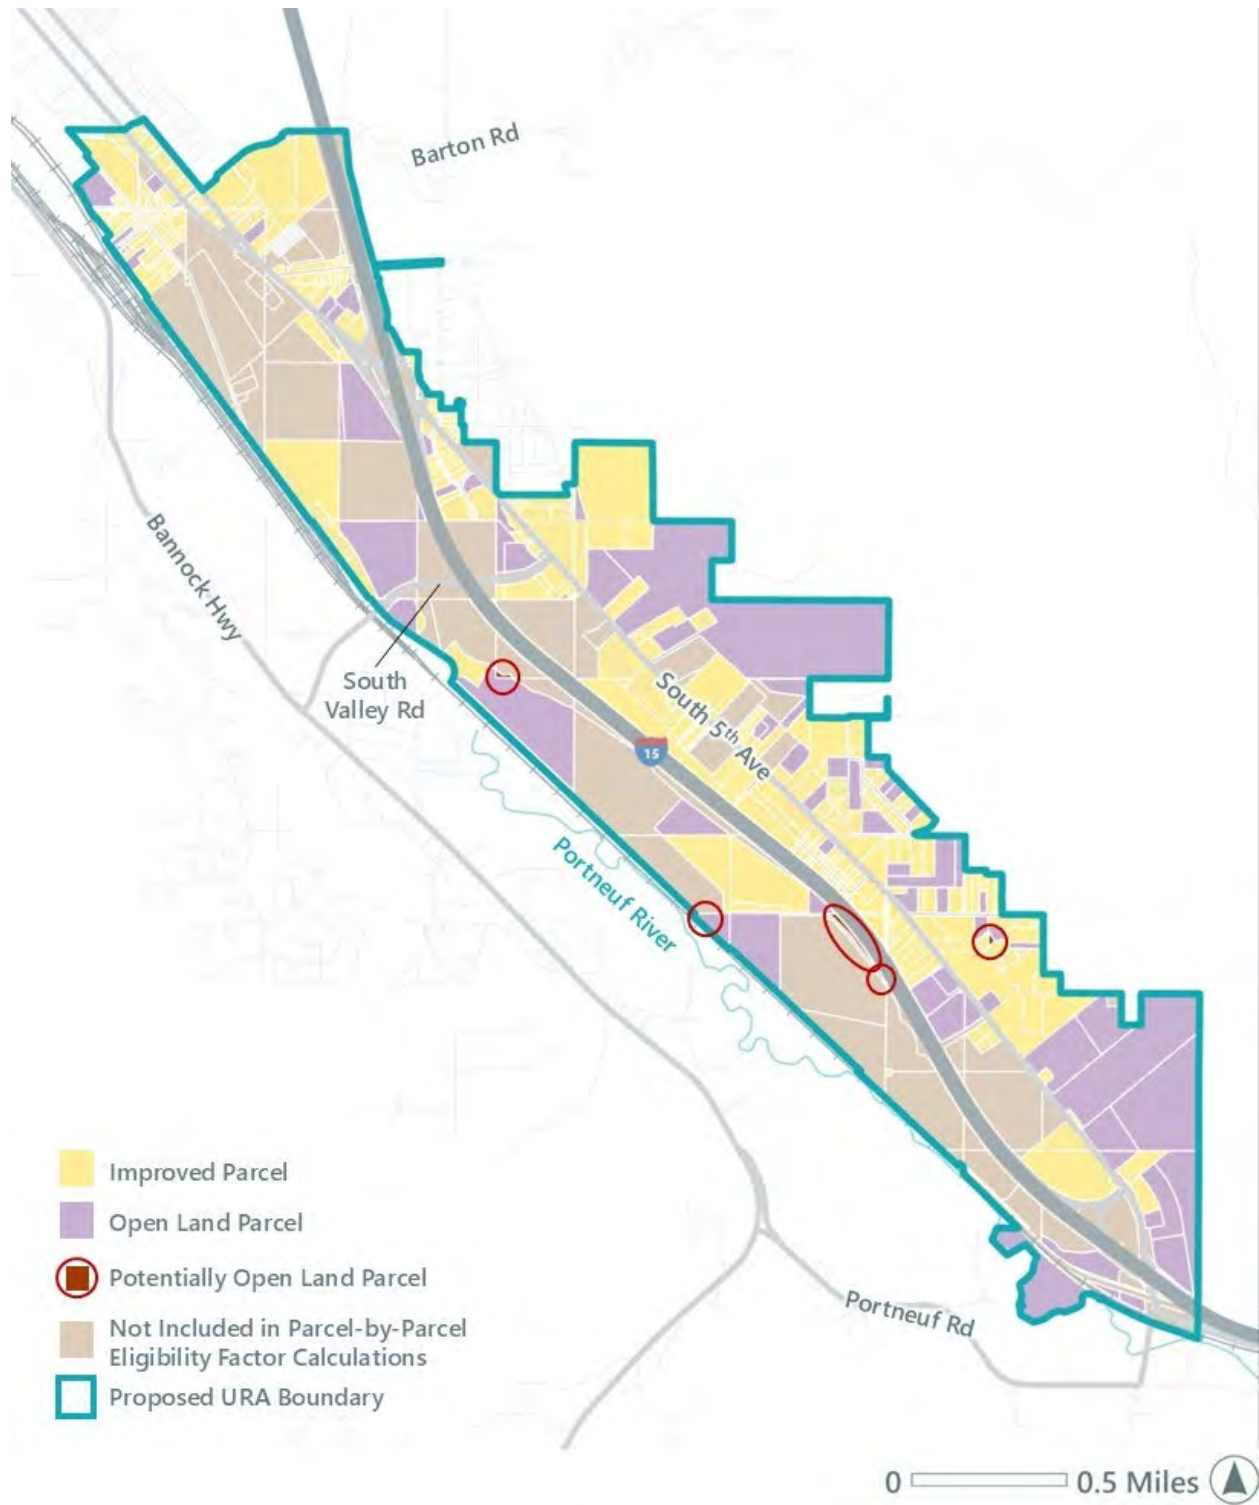 Barton Rd
Bannock Hwy
South
Valley Rd
South 5th Ave
15
Portneuf River
Improved Parcel
Open Land Parcel
Potentially Open Land Parcel
Not Included in Parcel-by-Parcel
Eligibility Factor Calculations
Proposed URA Boundary
Portneuf Rd
0 0.5 Miles